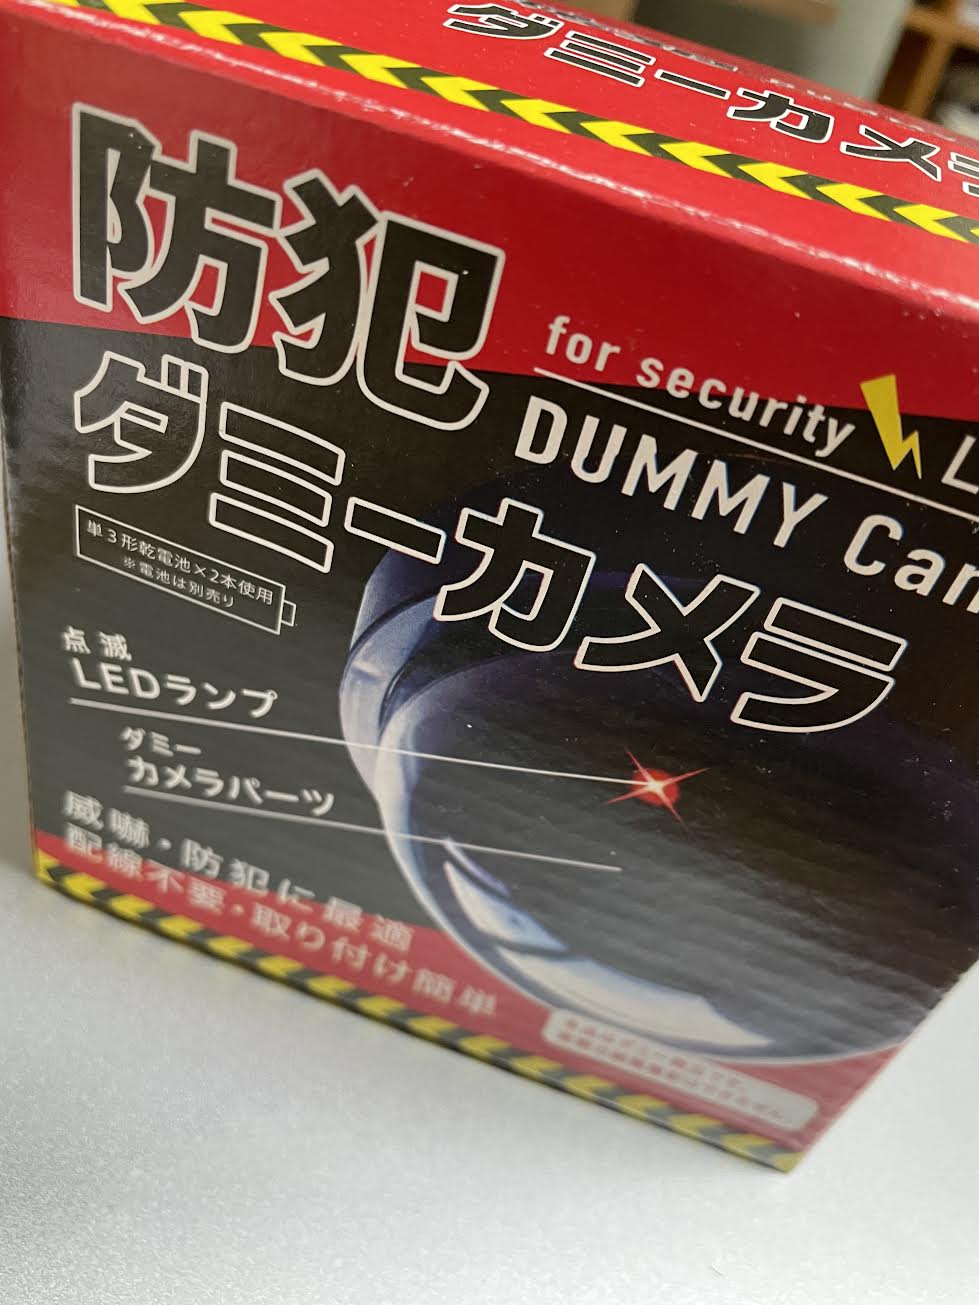 ダミーカメラ
防犯
ダミーカメラ
for security
DUMMY
単3形乾電池×2本使用
※電池は別売り
点滅
LEDランプ
ダミー
カメラパーツ
威嚇・防犯に最適
配線不要・取り付け簡単